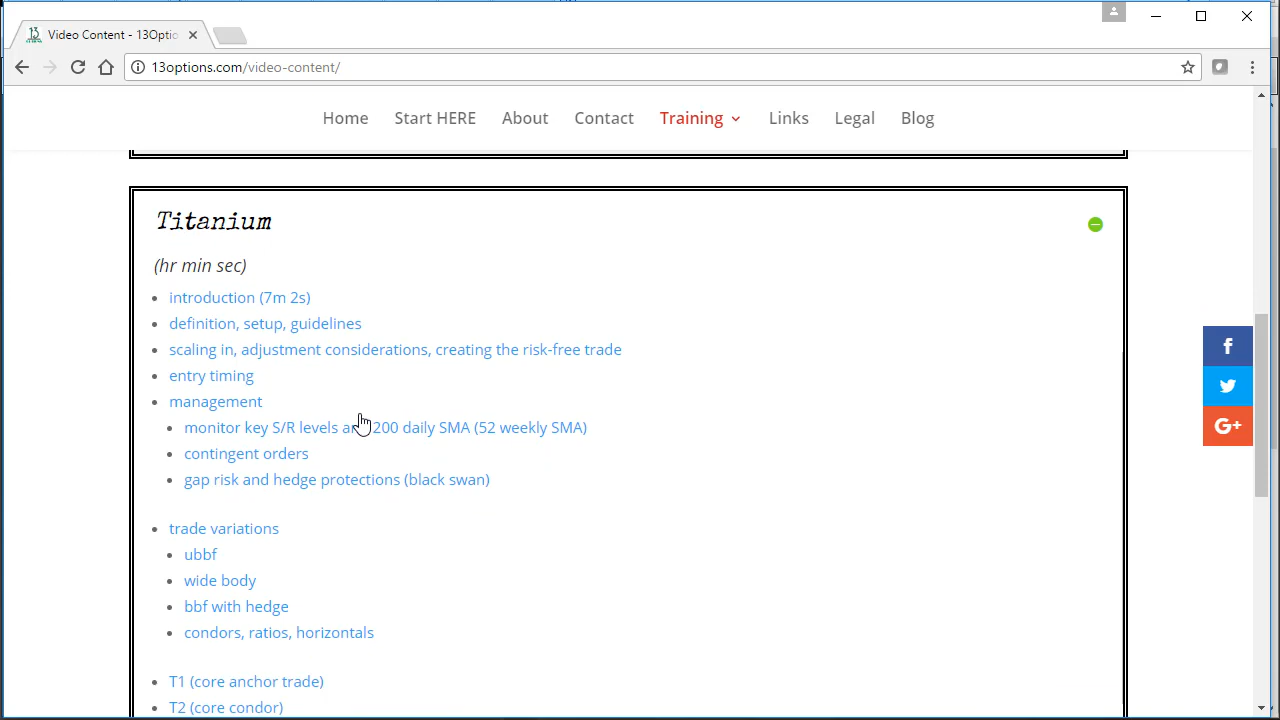 Video Content - 13Optio
13options.com/video-content/
Home Start HERE About Contact Training Links Legal Blog
Titanium
(hr min sec)
introduction (7m 2s)
definition, setup, guidelines
scaling in, adjustment considerations, creating the risk-free trade
entry timing
management
monitor key S/R levels 200 daily SMA (52 weekly SMA)
contingent orders
gap risk and hedge protections (black swan)
trade variations
ubbf
wide body
bbf with hedge
condors, ratios, horizontals
T1 (core anchor trade)
T2 (core condor)